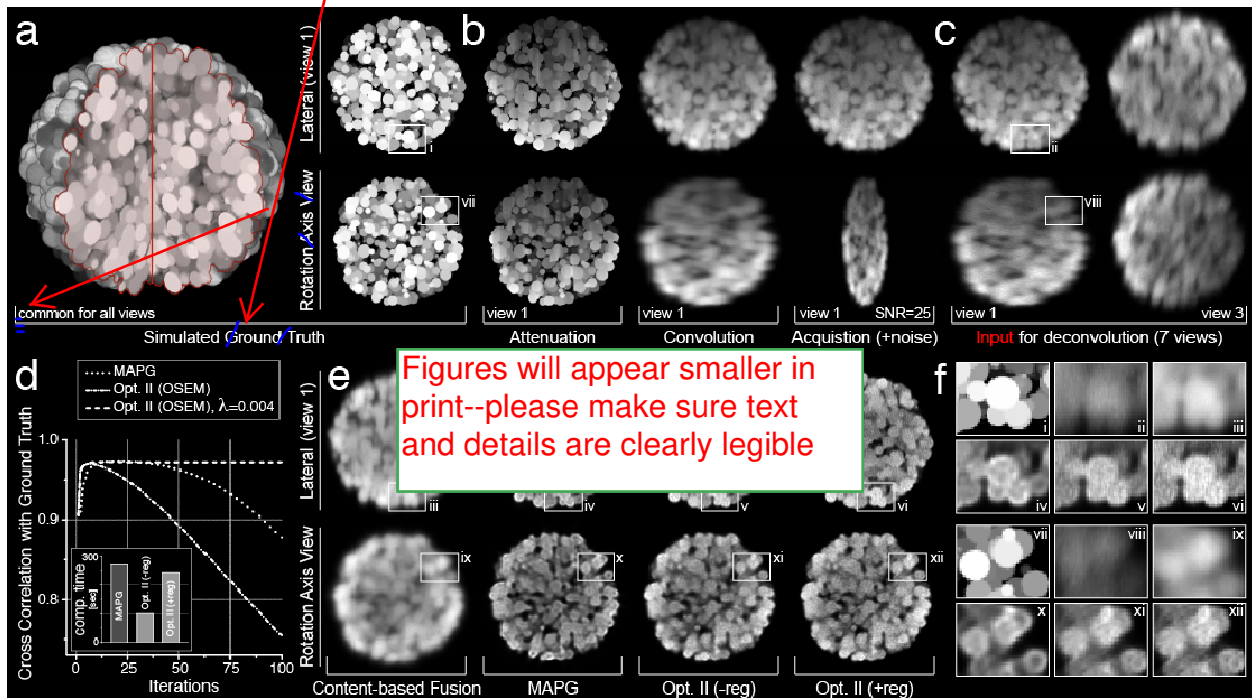 a
b
c
Lateral (view 1)
i
ii
Rotation Axis View
vii
viii
common for all views
view 1
view 1
view 1
SNR=25
view 1
view 3
Simulated Ground Truth
Attenuation
Convolution
Acquistion (+noise)
Input for deconvolution (7 views)
d
MAPG
Opt. II (OSEM)
Opt. II (OSEM), λ=0.004
Cross Correlation with Ground Truth
1.0
0.9
0.8
300
0
comp. time
[sec]
MAPG
Opt. II (-reg)
Opt. II (+reg)
0
25
50
75
100
Iterations
e
Figures will appear smaller in
print--please make sure text
and details are clearly legible
Lateral (view 1)
iii
iv
v
vi
Rotation Axis View
ix
x
xi
xii
Content-based Fusion
MAPG
Opt. II (-reg)
Opt. II (+reg)
f
i
ii
iii
iv
v
vi
vii
viii
ix
x
xi
xii